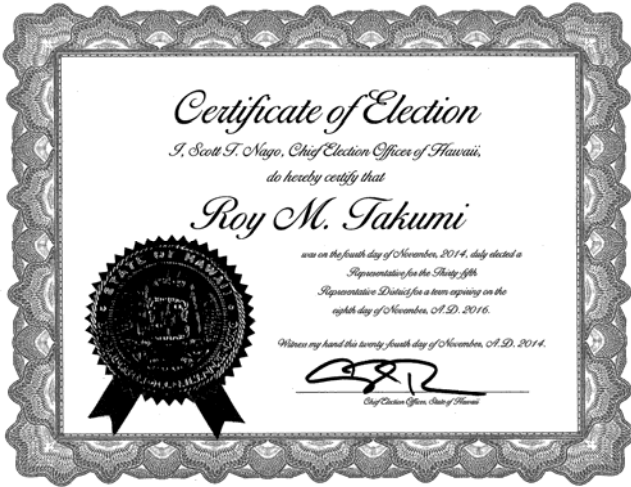 Certificate of Election
I, Scott T. Nago, Chief Election Officer of Hawaii,
do hereby certify that
Roy M. Takumi
was on the fourth day of November, 2014, duly elected a
Representative for the Thirty-fifth
Representative District for a term expiring on the
eighth day of November, A.D. 2016.
Witness my hand this twenty-fourth day of November, A.D. 2014.
Chief Election Officer, State of Hawaii
STATE OF HAWAII